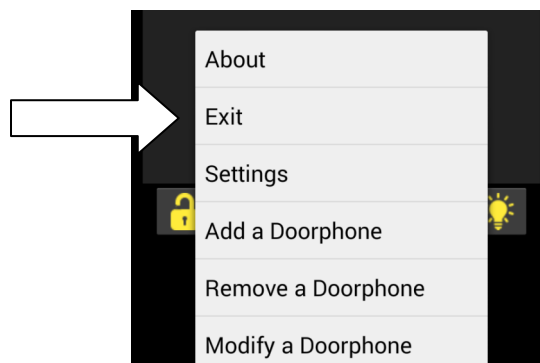 About
Exit
Settings
Add a Doorphone
Remove a Doorphone
Modify a Doorphone